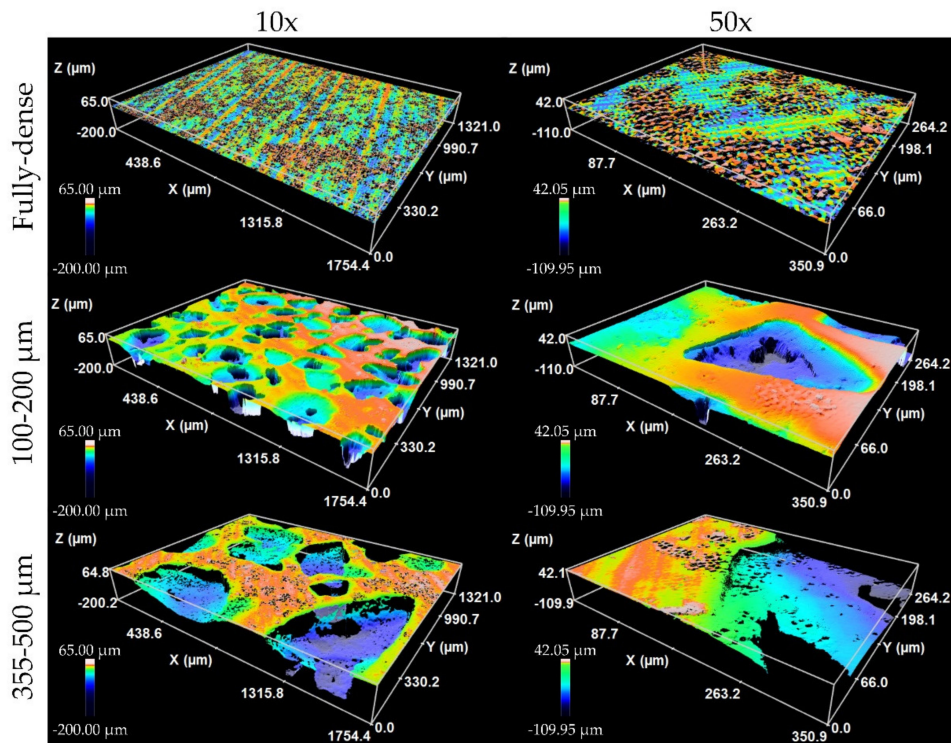 10x
50x
Fully-dense
Z (µm)
65.0
-200.0
438.6
X (µm)
1315.8
1754.4
0.0
330.2
Y (µm)
990.7
1321.0
65.00 µm
-200.00 µm
Z (µm)
42.0
-110.0
87.7
X (µm)
263.2
350.9
0.0
66.0
Y (µm)
198.1
264.2
42.05 µm
-109.95 µm
100-200 µm
Z (µm)
65.0
-200.0
438.6
X (µm)
1315.8
1754.4
0.0
330.2
Y (µm)
990.7
1321.0
65.00 µm
-200.00 µm
Z (µm)
42.0
-110.0
87.7
X (µm)
263.2
350.9
0.0
66.0
Y (µm)
198.1
264.2
42.05 µm
-109.95 µm
355-500 µm
Z (µm)
64.8
-200.2
438.6
X (µm)
1315.8
1754.4
0.0
330.2
Y (µm)
990.7
1321.0
65.00 µm
-200.00 µm
Z (µm)
42.1
-109.9
87.7
X (µm)
263.2
350.9
0.0
66.0
Y (µm)
198.1
264.2
42.05 µm
-109.95 µm